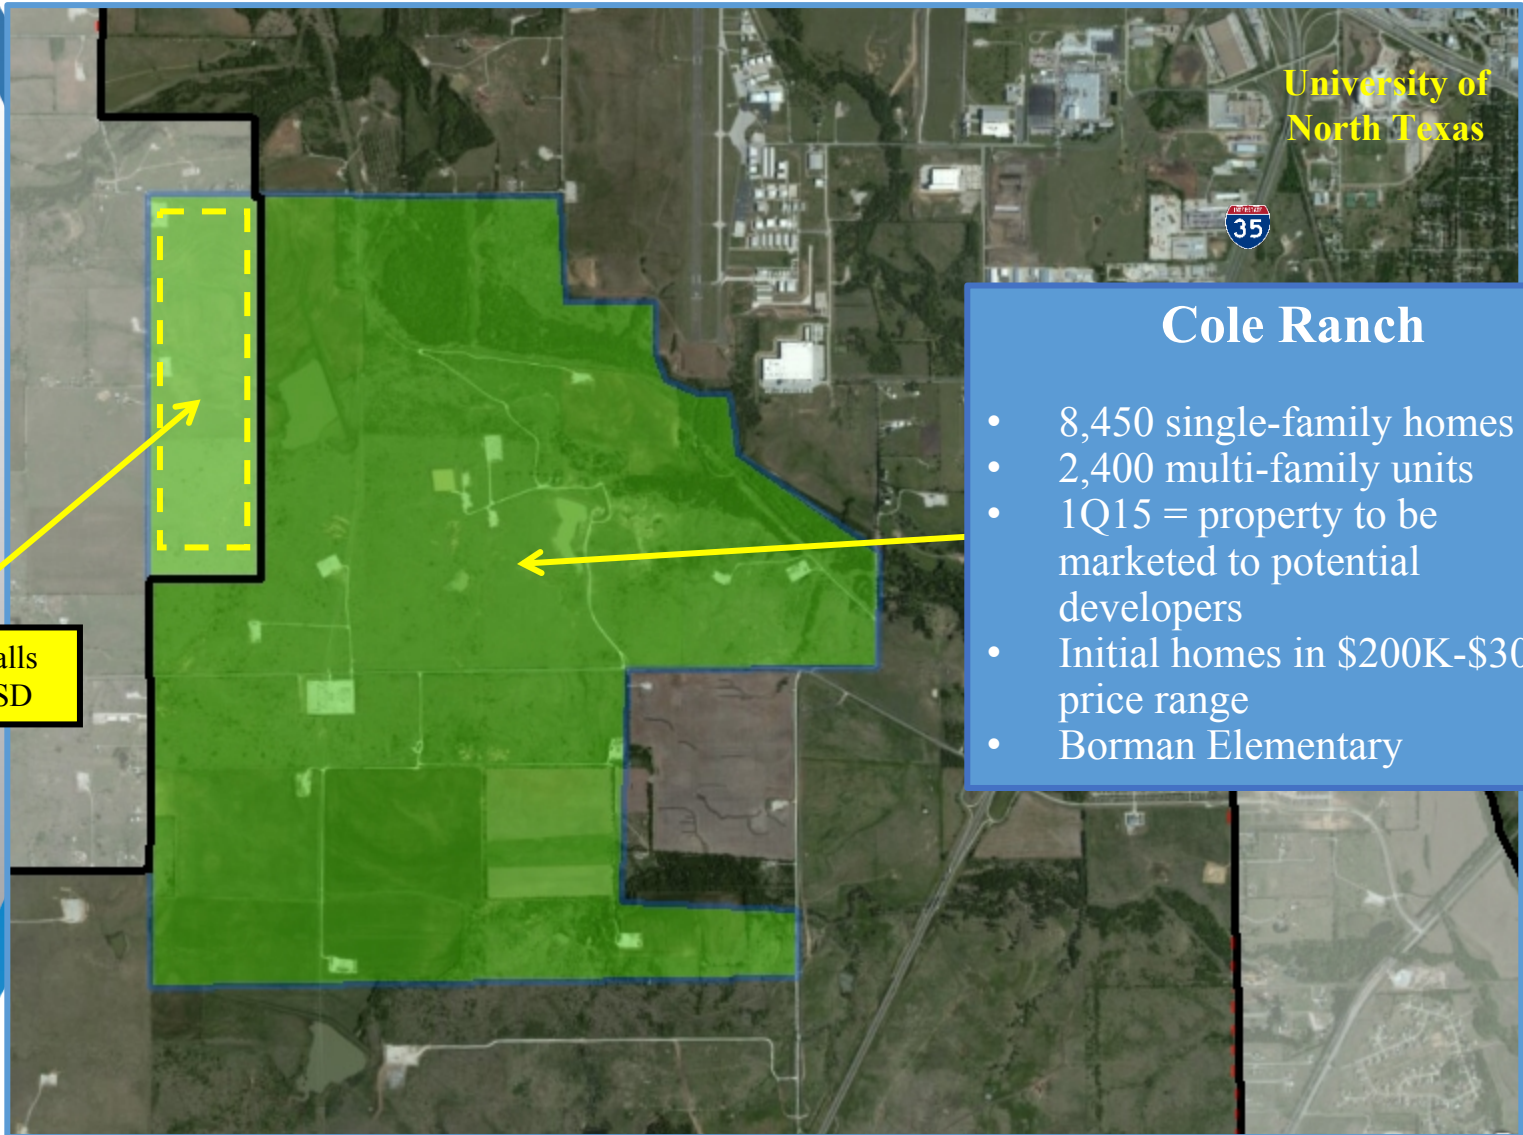 University of
North Texas
INTERSTATE
35
Cole Ranch
• 8,450 single-family homes
• 2,400 multi-family units
• 1Q15 = property to be
marketed to potential
developers
• Initial homes in $200K-$30
price range
• Borman Elementary
alls
SD